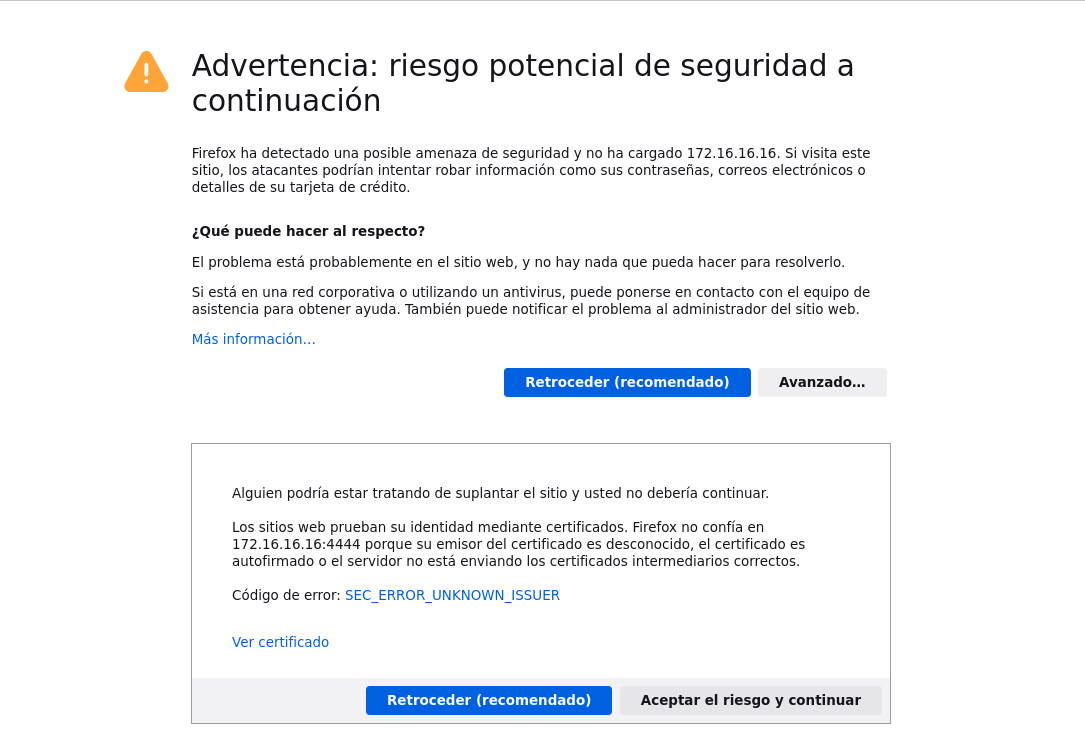 Advertencia: riesgo potencial de seguridad a
continuación
Firefox ha detectado una posible amenaza de seguridad y no ha cargado 172.16.16.16. Si visita este
sitio, los atacantes podrían intentar robar información como sus contraseñas, correos electrónicos o
detalles de su tarjeta de crédito.
¿Qué puede hacer al respecto?
El problema está probablemente en el sitio web, y no hay nada que pueda hacer para resolverlo.
Si está en una red corporativa o utilizando un antivirus, puede ponerse en contacto con el equipo de
asistencia para obtener ayuda. También puede notificar el problema al administrador del sitio web.
Más información…
Retroceder (recomendado) Avanzado…
Alguien podría estar tratando de suplantar el sitio y usted no debería continuar.
Los sitios web prueban su identidad mediante certificados. Firefox no confía en
172.16.16.16:4444 porque su emisor del certificado es desconocido, el certificado es
autofirmado o el servidor no está enviando los certificados intermediarios correctos.
Código de error: SEC_ERROR_UNKNOWN_ISSUER
Ver certificado
Retroceder (recomendado) Aceptar el riesgo y continuar